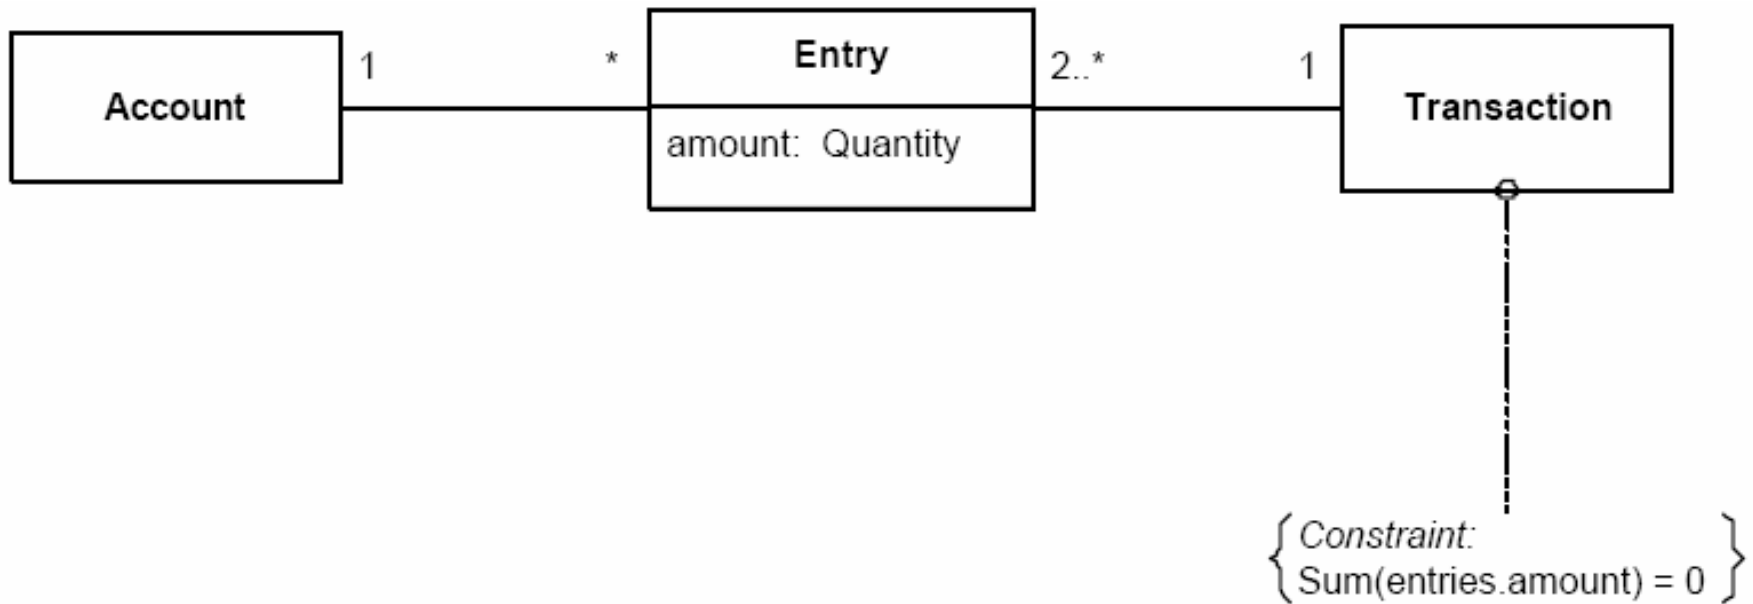 Account
1
*
Entry
amount: Quantity
2..*
1
Transaction
Constraint:
Sum(entries.amount) = 0